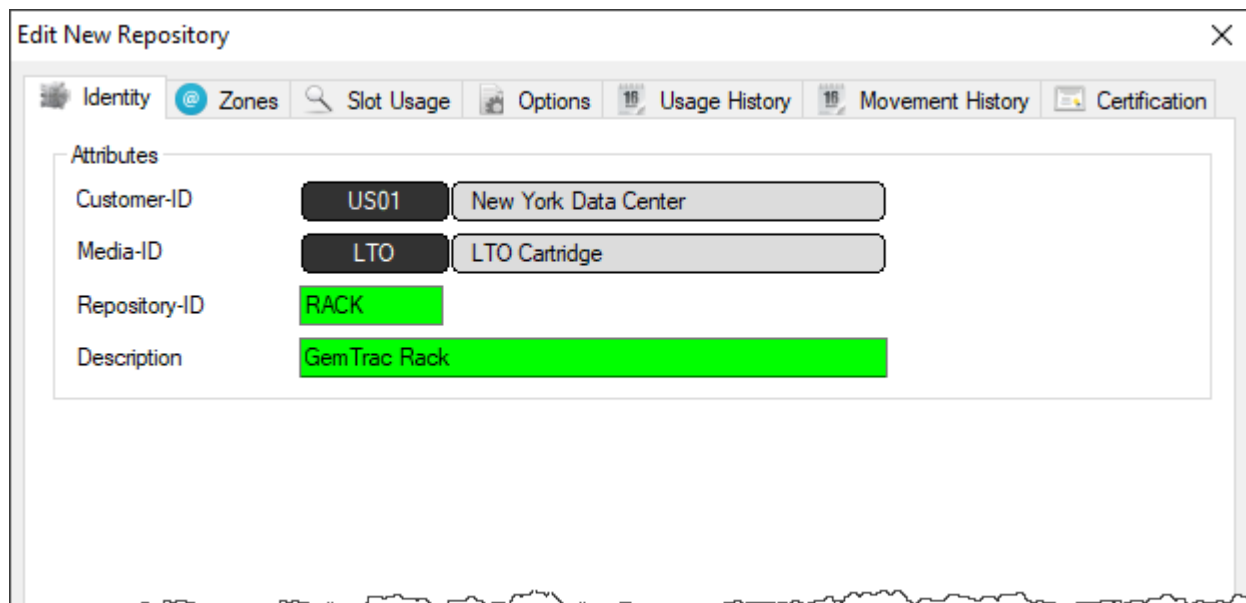 Edit New Repository
Identity Zones Slot Usage Options Usage History Movement History Certification
Attributes
Customer-ID US01 New York Data Center
Media-ID LTO LTO Cartridge
Repository-ID RACK
Description GemTrac Rack